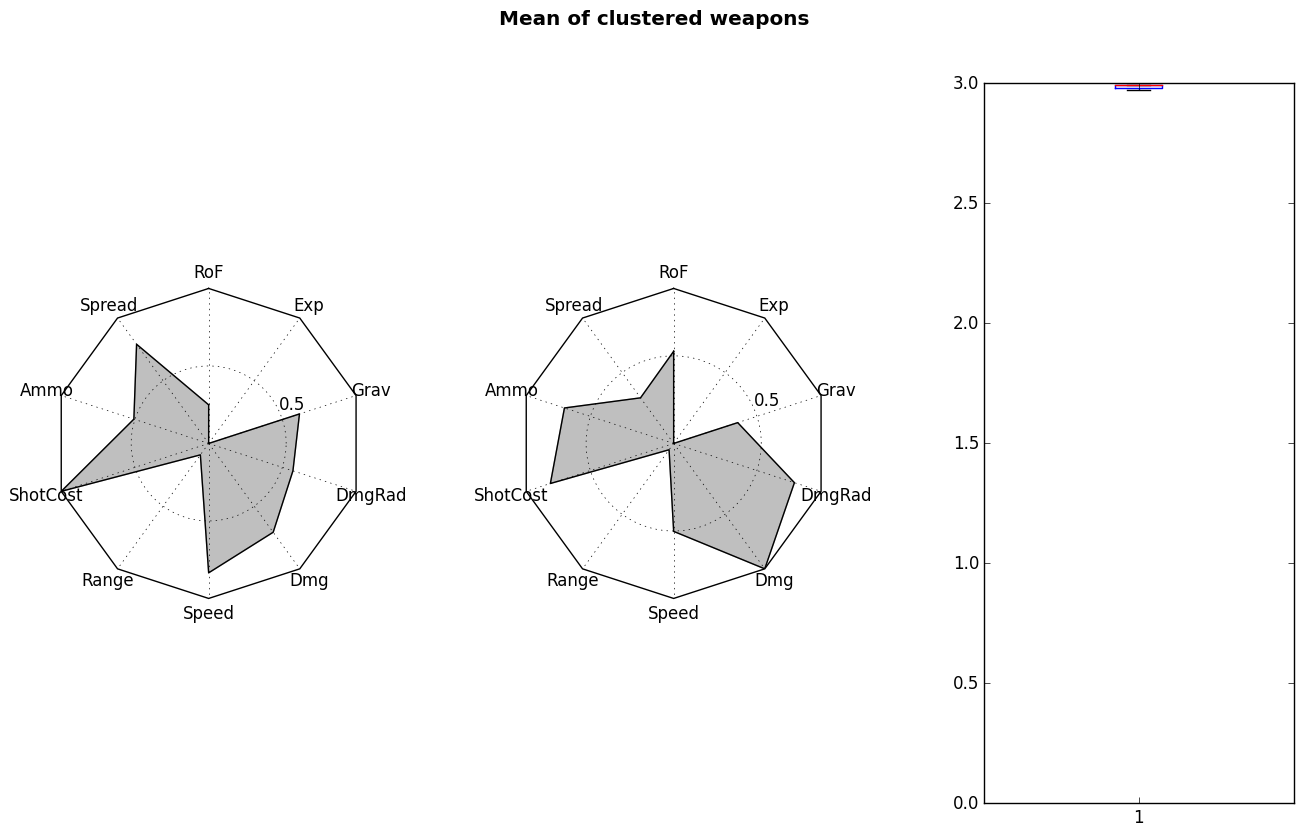 Mean of clustered weapons
RoF
Exp
Grav
DmgRad
Dmg
Speed
Range
ShotCost
Ammo
Spread
0.5
RoF
Exp
Grav
DmgRad
Dmg
Speed
Range
ShotCost
Ammo
Spread
0.5
3.0
2.5
2.0
1.5
1.0
0.5
0.0
1